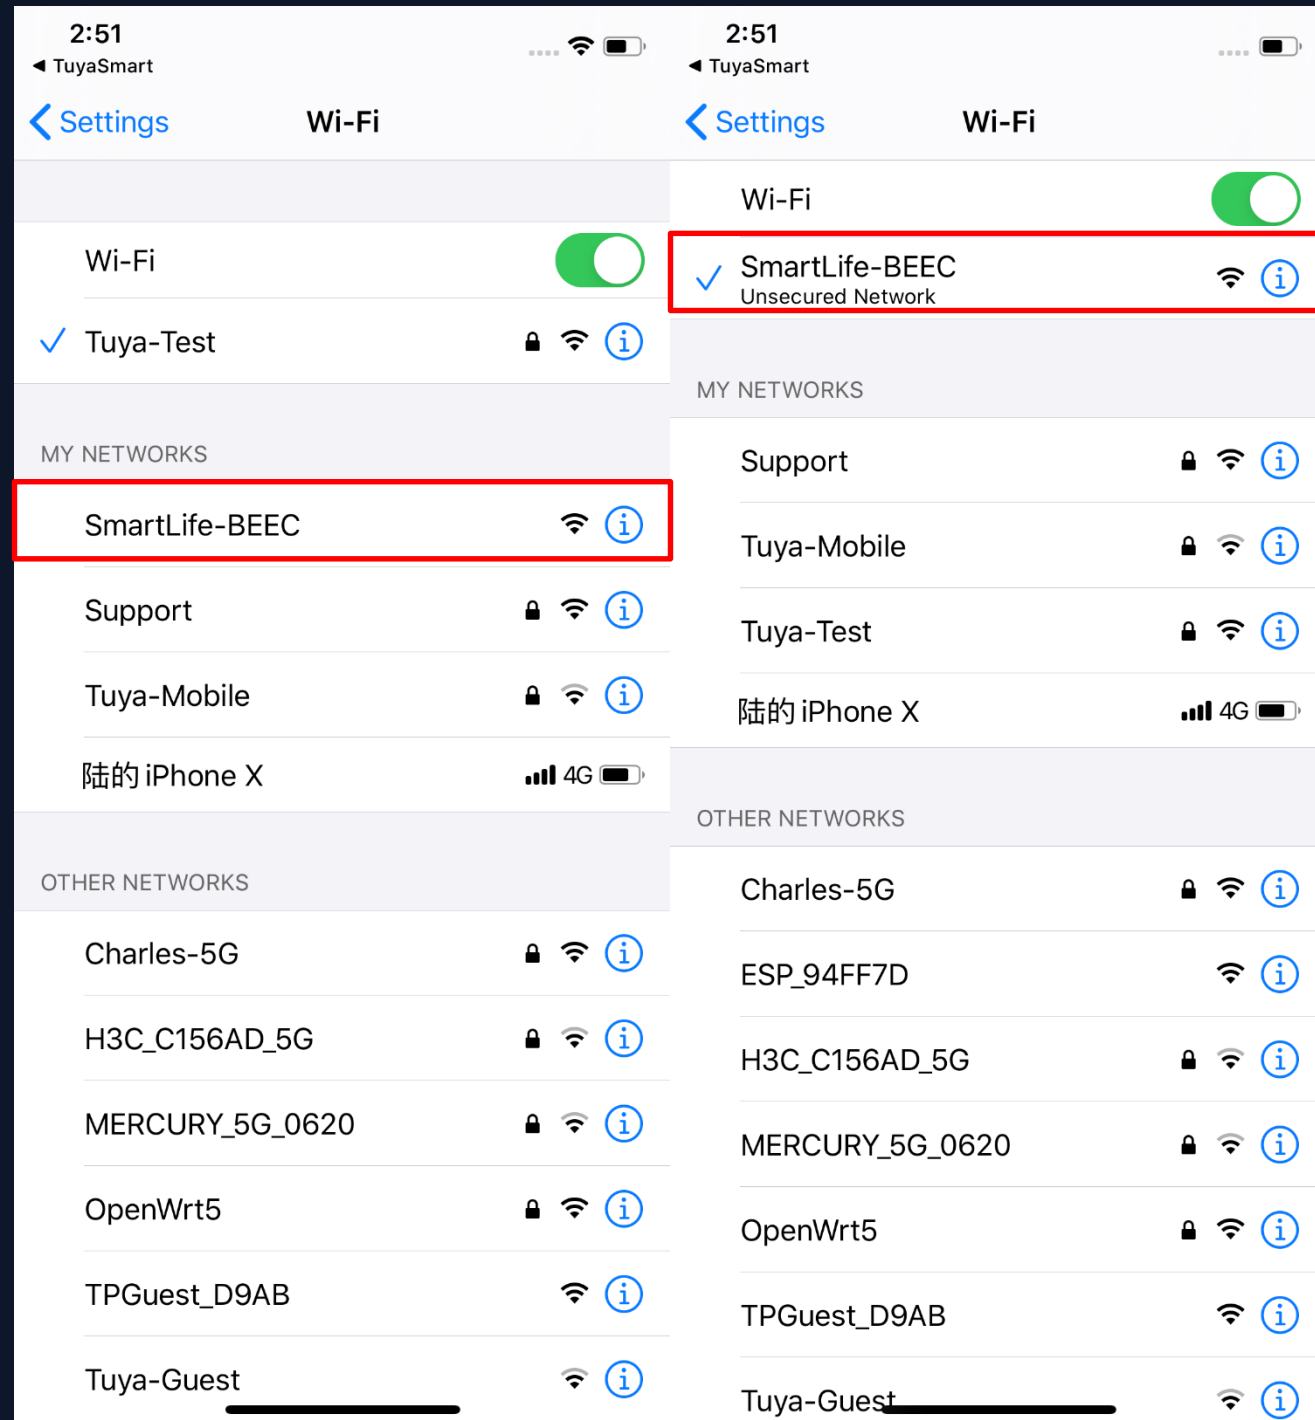 2:51
TuyaSmart
Settings
Wi-Fi
Wi-Fi
Tuya-Test
MY NETWORKS
SmartLife-BEEC
Support
Tuya-Mobile
陆的 iPhone X
4G
OTHER NETWORKS
Charles-5G
H3C_C156AD_5G
MERCURY_5G_0620
OpenWrt5
TPGuest_D9AB
Tuya-Guest
2:51
TuyaSmart
Settings
Wi-Fi
Wi-Fi
SmartLife-BEEC
Unsecured Network
MY NETWORKS
Support
Tuya-Mobile
Tuya-Test
陆的 iPhone X
4G
OTHER NETWORKS
Charles-5G
ESP_94FF7D
H3C_C156AD_5G
MERCURY_5G_0620
OpenWrt5
TPGuest_D9AB
Tuya-Guest